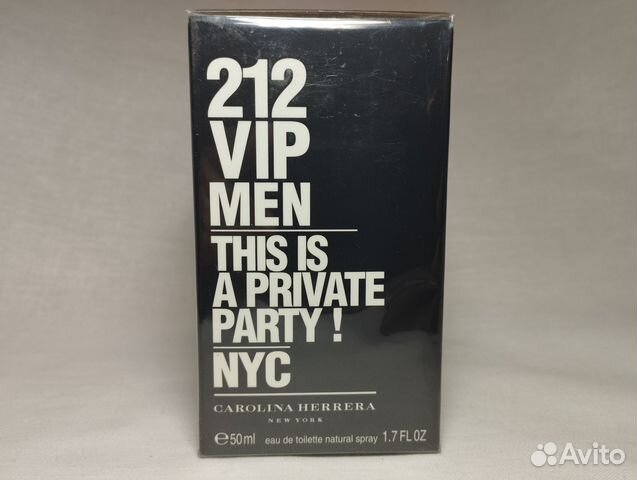 212
VIP
MEN
THIS IS
A PRIVATE
PARTY !
NYC
CAROLINA HERRERA
NEW YORK
℮50ml eau de toilette natural spray 1.7 FL OZ
Avito